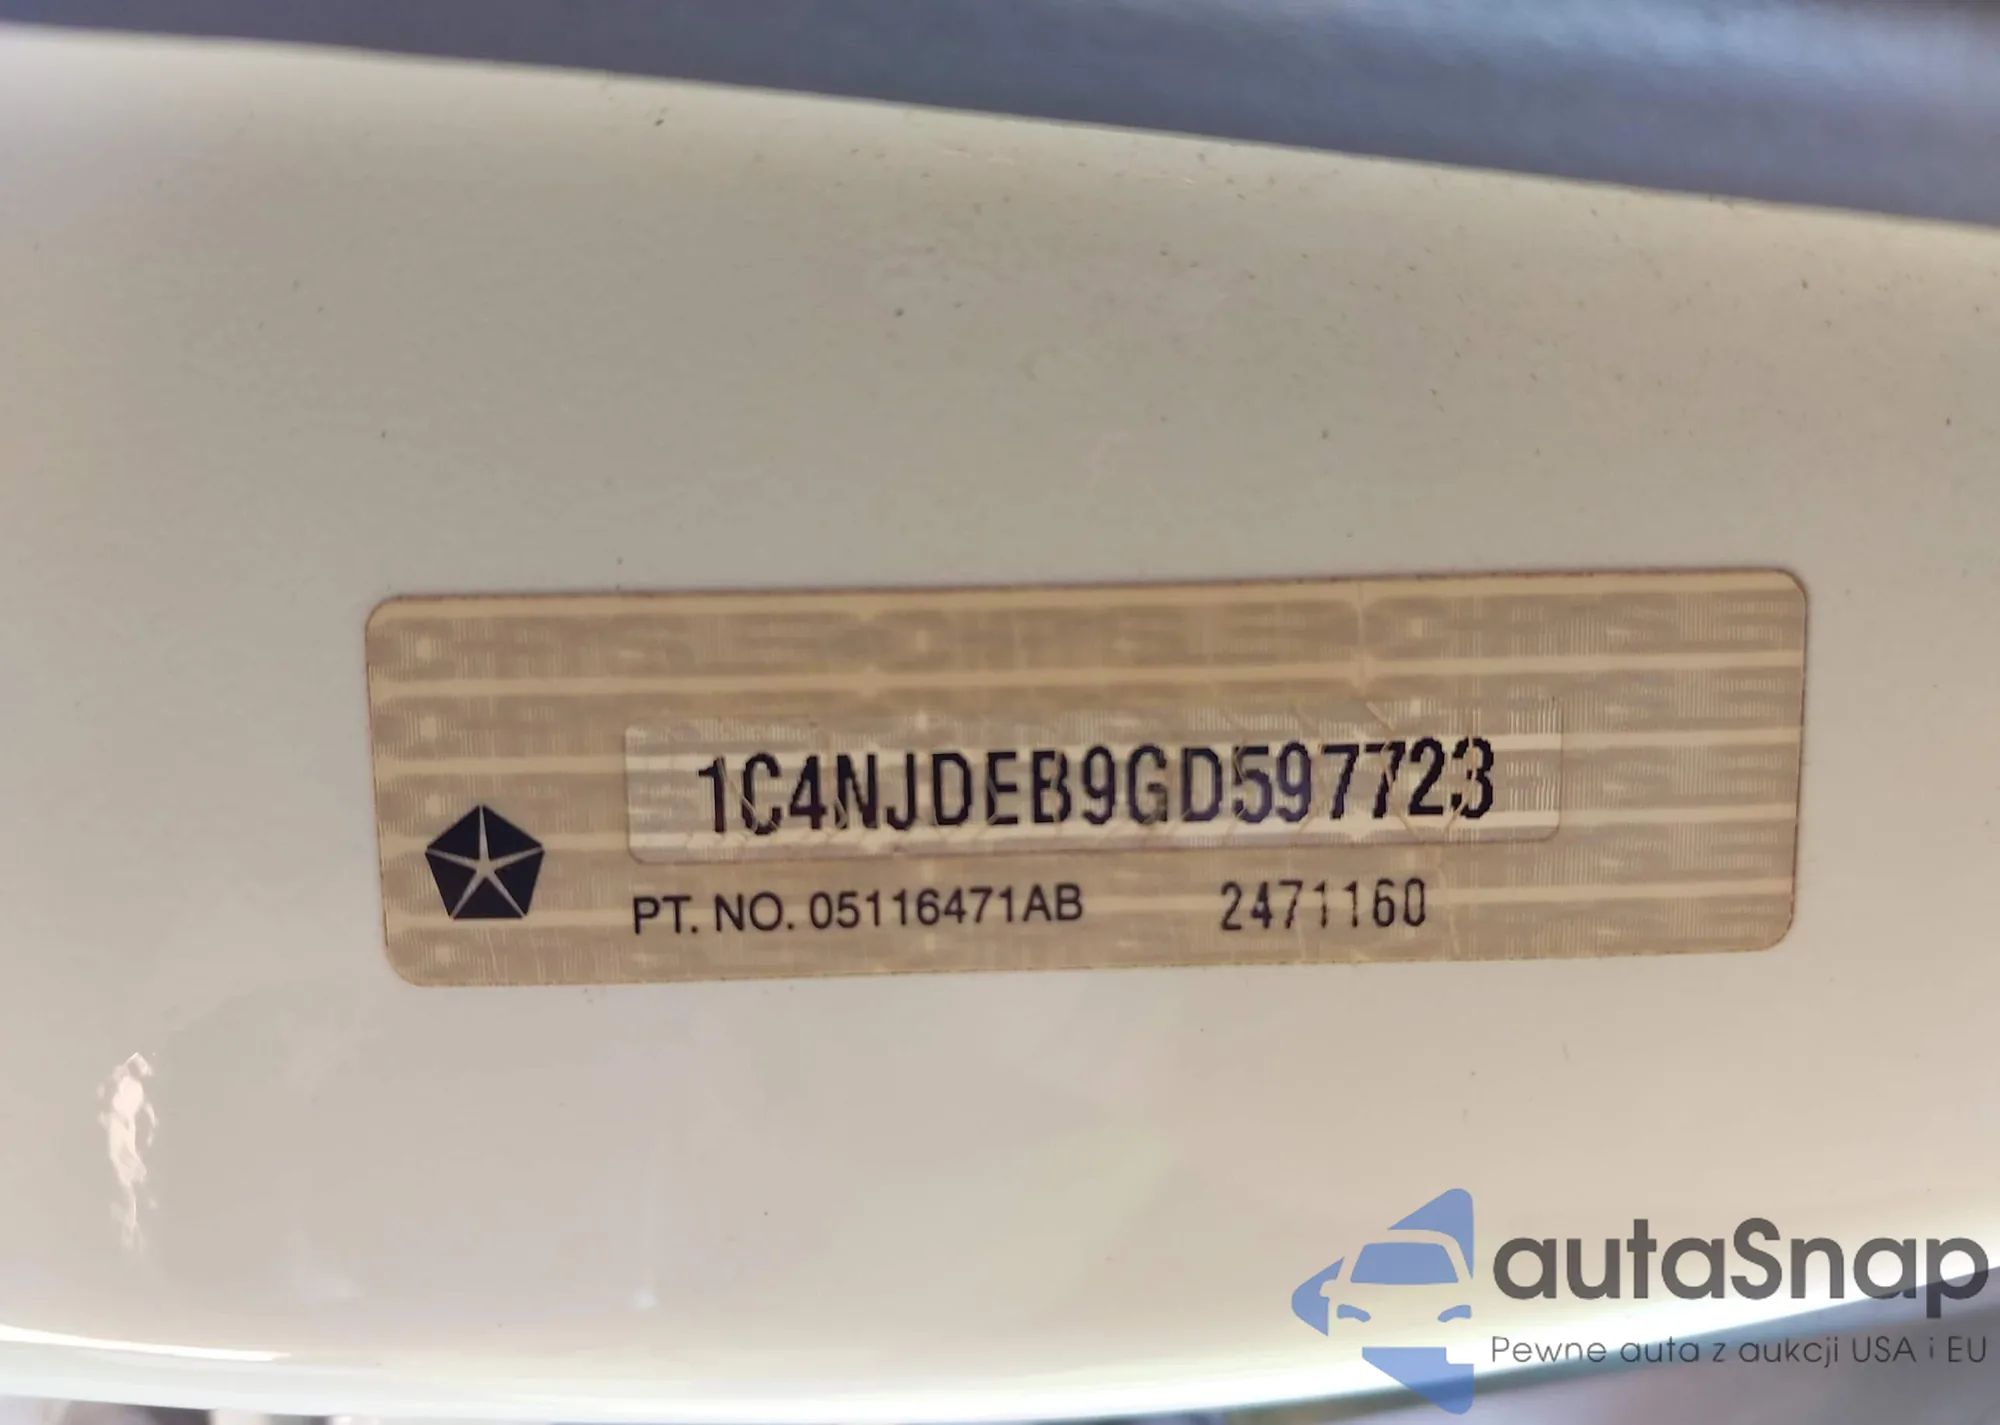 1C4NJDEB9GD597723
PT. NO. 05116471AB 2471160
autaSnap
Pewne auta z aukcji USA i EU